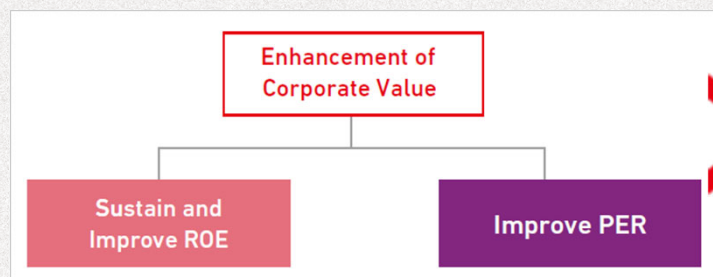 Enhancement of
Corporate Value
Sustain and
Improve ROE
Improve PER